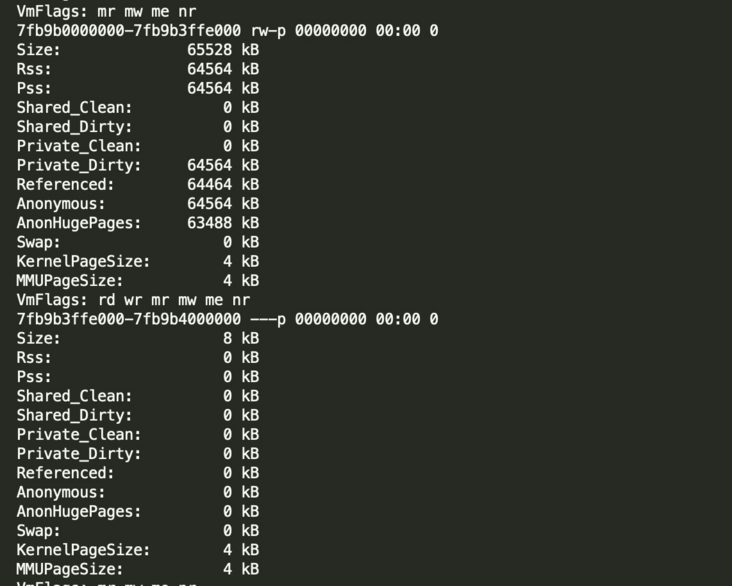 VmFlags: mr mw me nr
7fb9b0000000-7fb9b3ffe000 rw-p 00000000 00:00 0
Size:              65528 kB
Rss:               64564 kB
Pss:               64564 kB
Shared_Clean:          0 kB
Shared_Dirty:          0 kB
Private_Clean:         0 kB
Private_Dirty:     64564 kB
Referenced:        64464 kB
Anonymous:         64564 kB
AnonHugePages:     63488 kB
Swap:                  0 kB
KernelPageSize:        4 kB
MMUPageSize:           4 kB
VmFlags: rd wr mr mw me nr
7fb9b3ffe000-7fb9b4000000 ---p 00000000 00:00 0
Size:                  8 kB
Rss:                   0 kB
Pss:                   0 kB
Shared_Clean:          0 kB
Shared_Dirty:          0 kB
Private_Clean:         0 kB
Private_Dirty:         0 kB
Referenced:            0 kB
Anonymous:             0 kB
AnonHugePages:         0 kB
Swap:                  0 kB
KernelPageSize:        4 kB
MMUPageSize:           4 kB
VmFlags: mr mw me nr